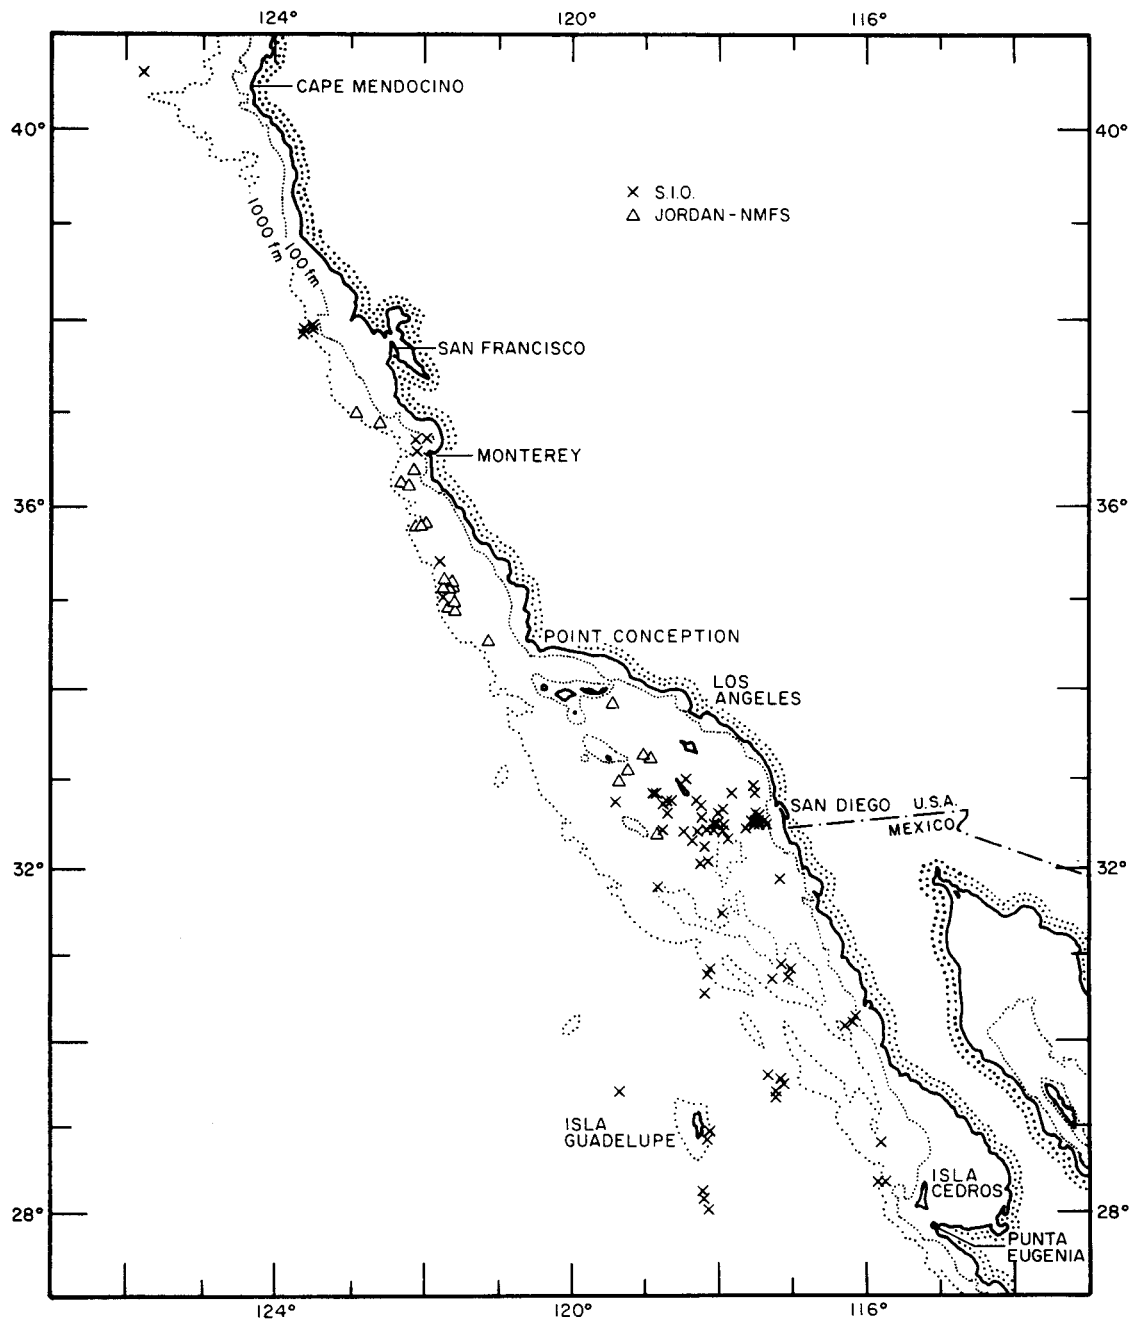 124° 120° 116°
CAPE MENDOCINO
40° 40°
× S.I.O.
△ JORDAN-NMFS
1000 fm
100 fm
SAN FRANCISCO
MONTEREY
36° 36°
POINT CONCEPTION
LOS
ANGELES
SAN DIEGO U.S.A.
MEXICO
32° 32°
ISLA
GUADELUPE
ISLA
CEDROS
28° 28°
PUNTA
EUGENIA
124° 120° 116°